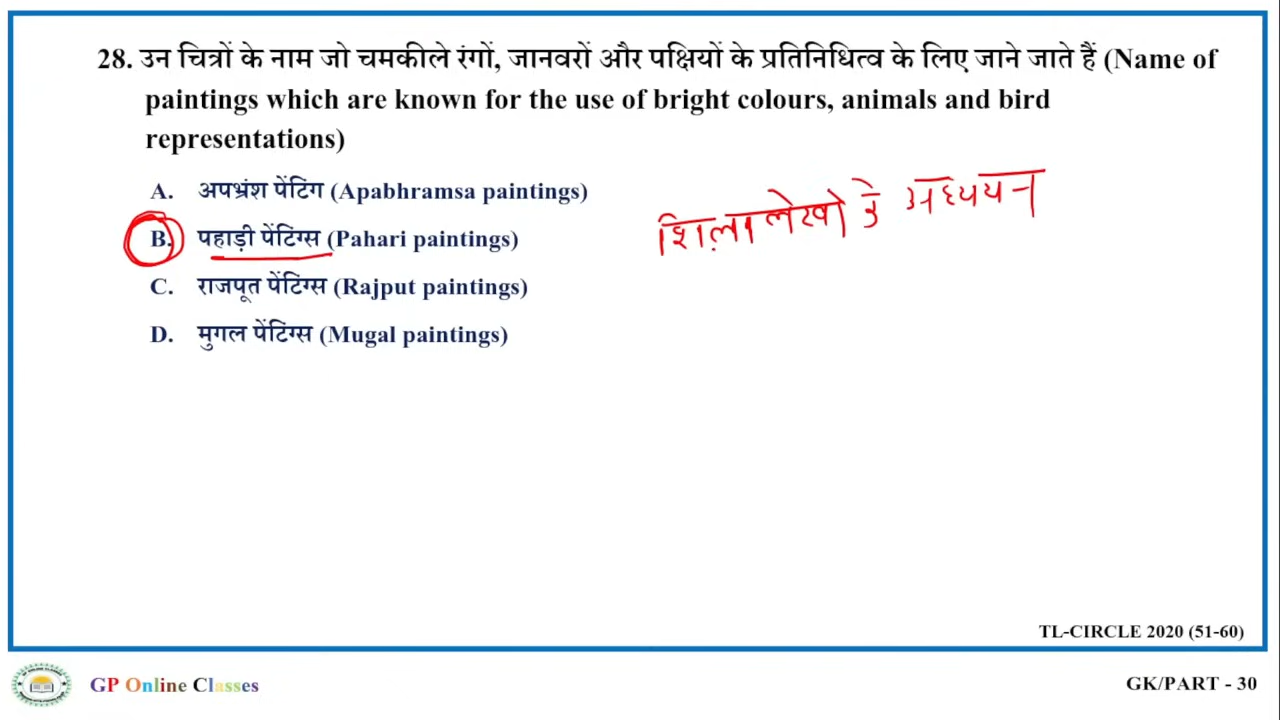 28. उन चित्रों के नाम जो चमकीले रंगों, जानवरों और पक्षियों के प्रतिनिधित्व के लिए जाने जाते हैं (Name of
paintings which are known for the use of bright colours, animals and bird
representations)
A. अपभ्रंश पेंटिंग (Apabhramsa paintings)
शिलालेखो के अध्ययन
B. पहाड़ी पेंटिंग्स (Pahari paintings)
C. राजपूत पेंटिंग्स (Rajput paintings)
D. मुगल पेंटिंग्स (Mugal paintings)
TL-CIRCLE 2020 (51-60)
GP Online Classes
GK/PART - 30